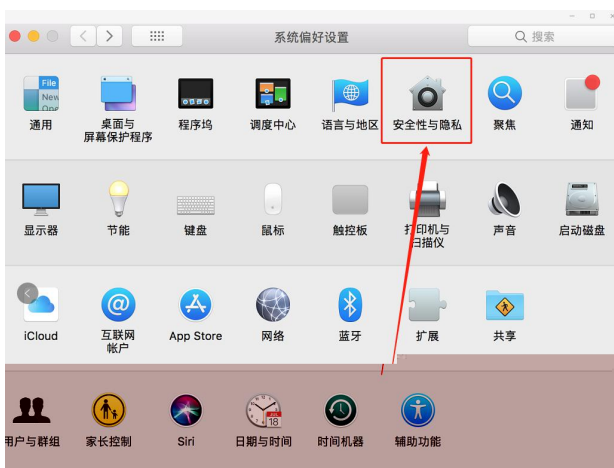 系统偏好设置
搜索
File
New
Ope
通用
桌面与
屏幕保护程序
程序坞
调度中心
语言与地区
安全性与隐私
聚焦
通知
显示器
节能
键盘
鼠标
触控板
打印机与
扫描仪
声音
启动磁盘
iCloud
互联网
帐户
App Store
网络
蓝牙
扩展
共享
用户与群组
家长控制
Siri
JUL
18
日期与时间
时间机器
辅助功能